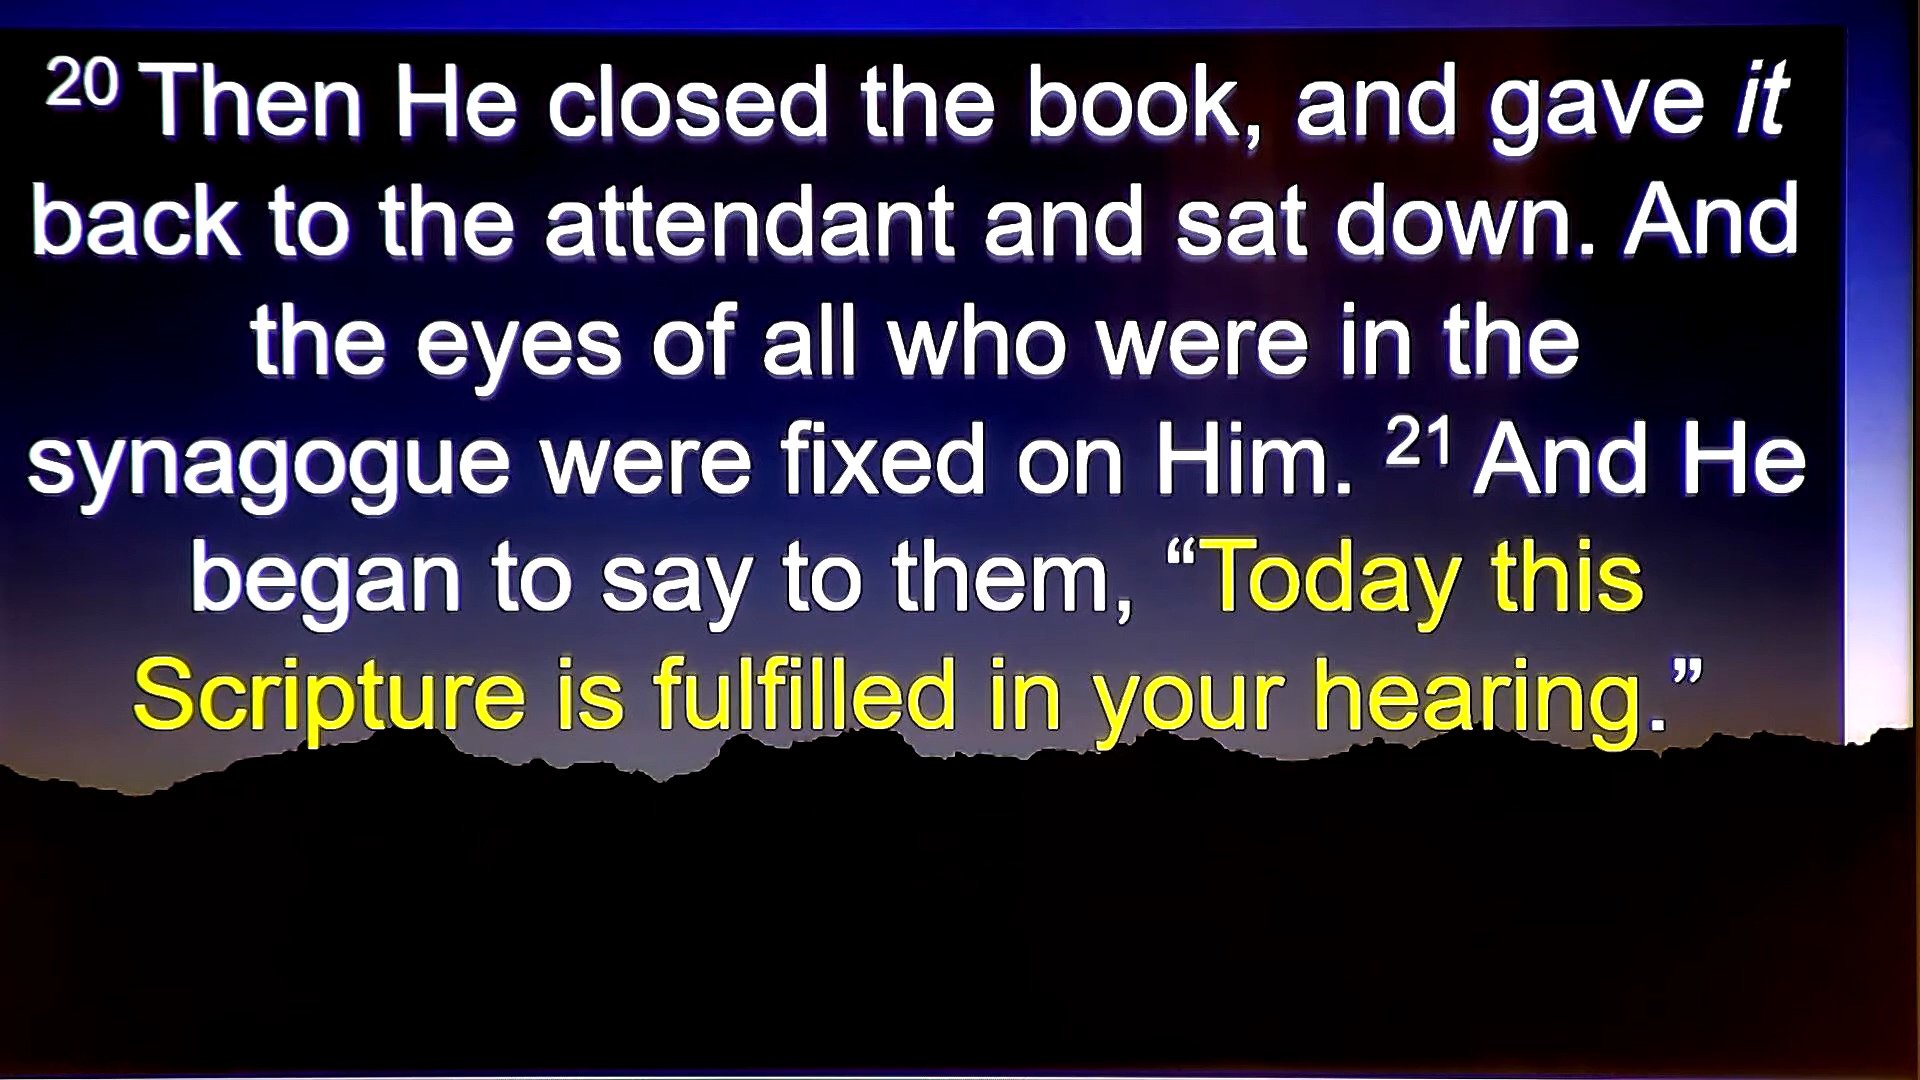 20 Then He closed the book, and gave it
back to the attendant and sat down. And
the eyes of all who were in the
synagogue were fixed on Him. 21 And He
began to say to them, “Today this
Scripture is fulfilled in your hearing.”